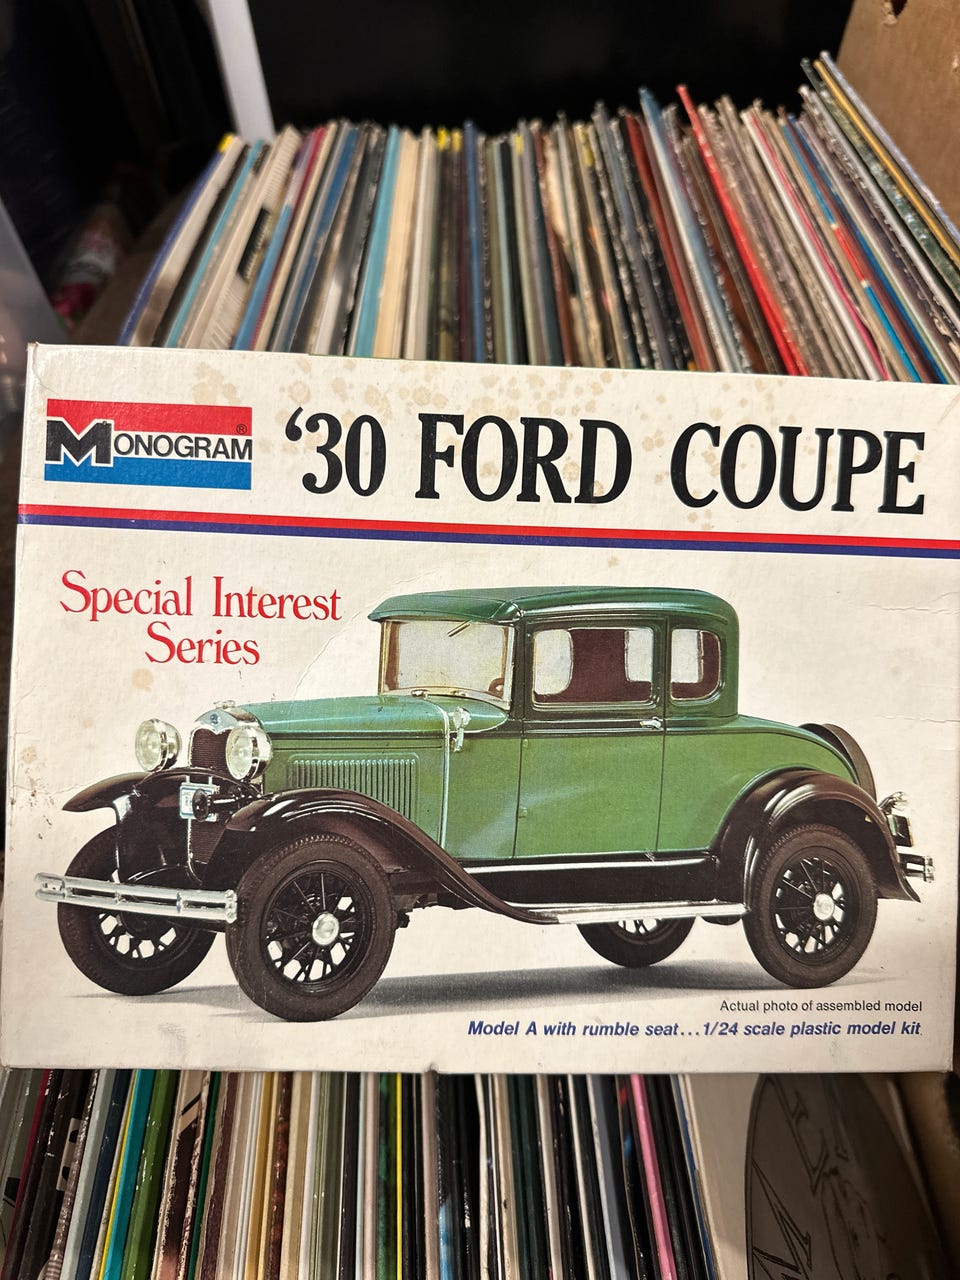 MONOGRAM®
‘30 FORD COUPE
Special Interest
Series
Actual photo of assembled model
Model A with rumble seat...1/24 scale plastic model kit.